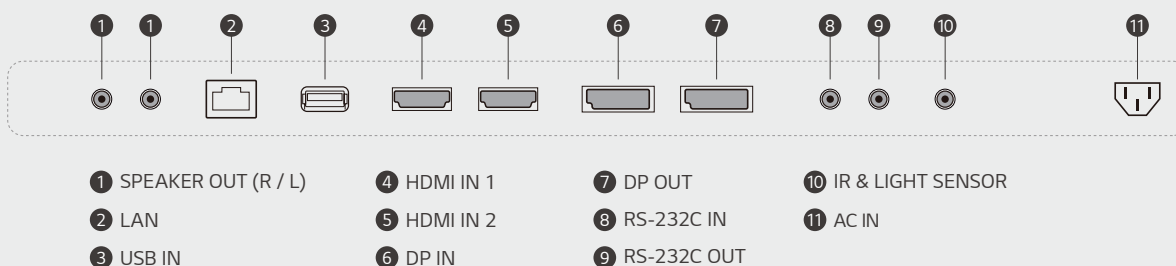 1 1 2 3 4 5 6 7 8 9 10 11
1 SPEAKER OUT (R / L)
2 LAN
3 USB IN
4 HDMI IN 1
5 HDMI IN 2
6 DP IN
7 DP OUT
8 RS-232C IN
9 RS-232C OUT
10 IR & LIGHT SENSOR
11 AC IN